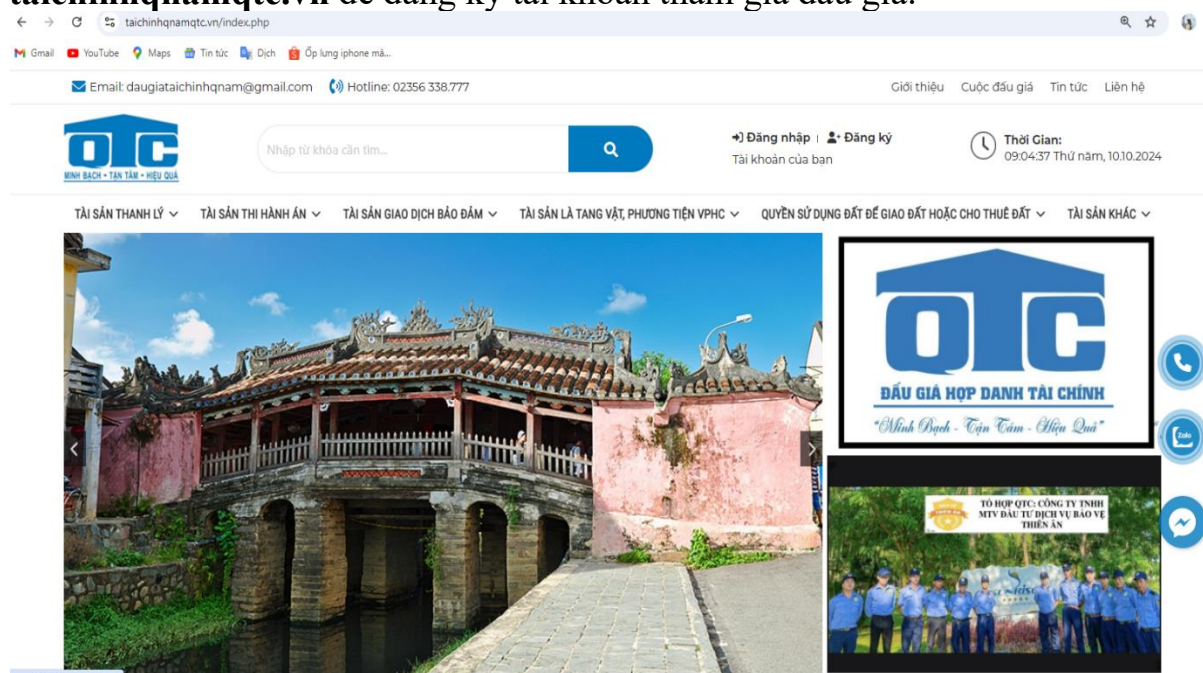 taichinhqnamqtc.vn để đăng ký tài khoản tham gia đấu giá.
taichinhqnamqtc.vn/index.php
Gmail YouTube Maps Tin tức Dịch Ốp lưng iphone mà...
Email: daugiataichinhqnam@gmail.com Hotline: 02356 338.777 Giới thiệu Cuộc đấu giá Tin tức Liên hệ
QTC
MINH BẠCH - TẬN TÂM - HIỆU QUẢ
Nhập từ khóa cần tìm...
Đăng nhập | Đăng ký
Tài khoản của bạn
Thời Gian:
09:04:37 Thứ năm, 10.10.2024
TÀI SẢN THANH LÝ TÀI SẢN THI HÀNH ÁN TÀI SẢN GIAO DỊCH BẢO ĐẢM TÀI SẢN LÀ TANG VẬT, PHƯƠNG TIỆN VPHC QUYỀN SỬ DỤNG ĐẤT ĐỂ GIAO ĐẤT HOẶC CHO THUÊ ĐẤT TÀI SẢN KHÁC
QTC
ĐẤU GIÁ HỢP DANH TÀI CHÍNH
"Minh Bạch - Tận Tâm - Hiệu Quả"
Zalo
TỔ HỢP QTC: CÔNG TY TNHH
MTV ĐẦU TƯ DỊCH VỤ BẢO VỆ
THIÊN ÂN